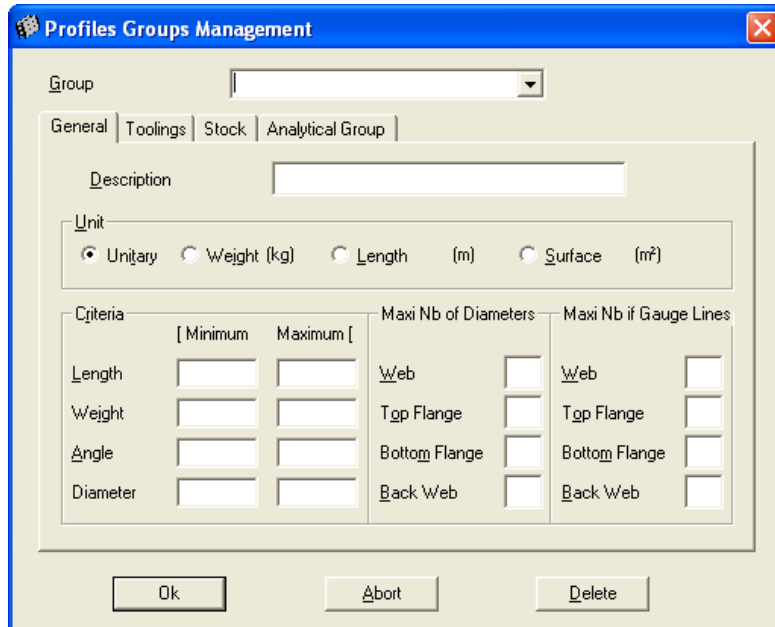 Profiles Groups Management
Group
General Toolings Stock Analytical Group
Description
Unit
Unitary Weight (kg) Length (m) Surface (m²)
Criteria Maxi Nb of Diameters Maxi Nb if Gauge Lines
[ Minimum Maximum [
Length Web Web
Weight Top Flange Top Flange
Angle Bottom Flange Bottom Flange
Diameter Back Web Back Web
Ok Abort Delete